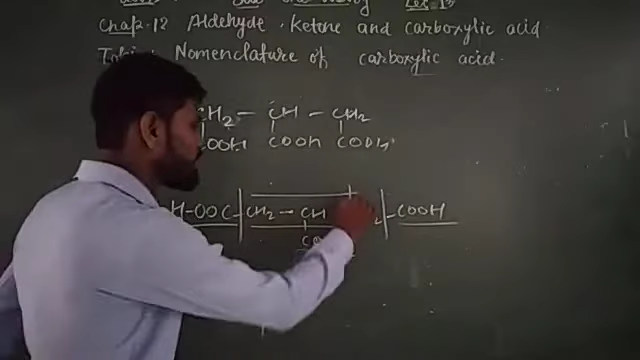 Chap.12 Aldehyde . Ketone and carboxylic acid.
Nomenclature of carboxylic acid.
CH2 — CH — CH2
COOH COOH COOH
H-OOC-|CH2 — CH |-COOH